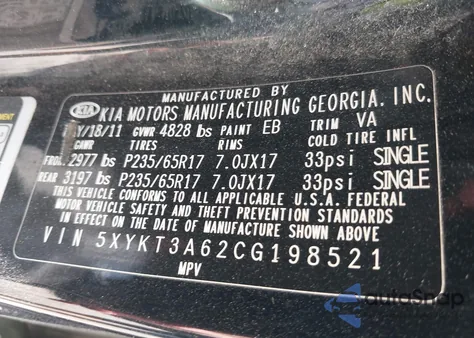 MANUFACTURED BY
KIA KIA MOTORS MANUFACTURING GEORGIA, INC.
/18/11 GVWR 4828 lbs PAINT EB TRIM VA
GAWR TIRES RIMS COLD TIRE INFL
2977 lbs P235/65R17 7.0JX17 33psi SINGLE
REAR 3197 lbs P235/65R17 7.0JX17 33psi SINGLE
THIS VEHICLE CONFORMS TO ALL APPLICABLE U.S.A. FEDERAL
MOTOR VEHICLE SAFETY AND THEFT PREVENTION STANDARDS
IN EFFECT ON THE DATE OF MANUFACTURE SHOWN ABOVE
VIN 5XYKT3A62CG198521
MPV
autoSnap